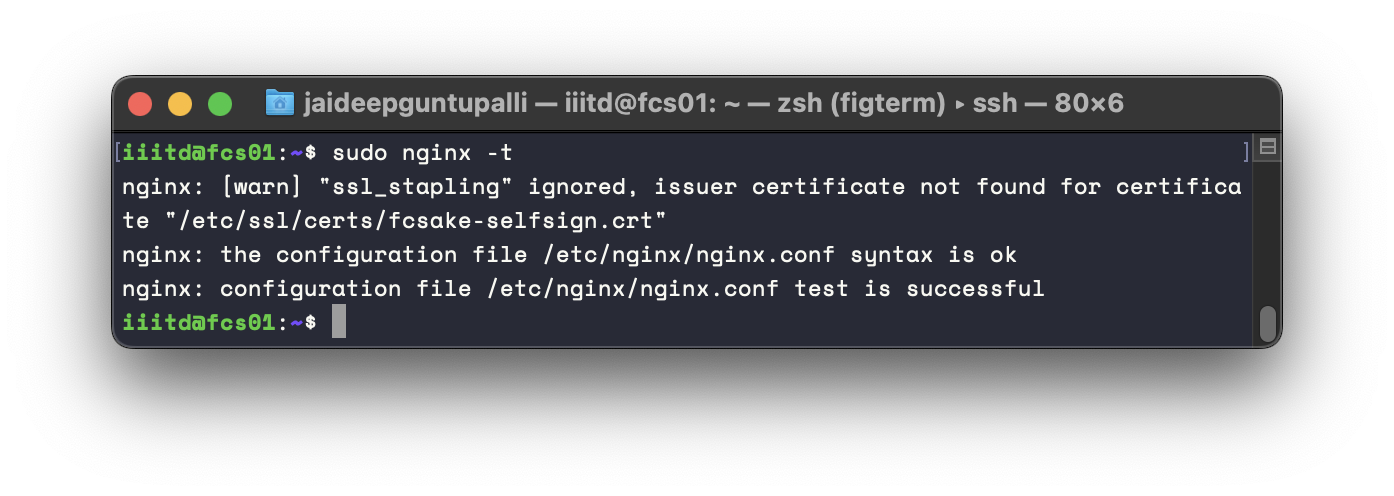 jaideepguntupalli — iiitd@fcs01: ~ — zsh (figterm) ▸ ssh — 80×6
[iiitd@fcs01:~$ sudo nginx -t ]
nginx: [warn] "ssl_stapling" ignored, issuer certificate not found for certifica
te "/etc/ssl/certs/fcsake-selfsign.crt"
nginx: the configuration file /etc/nginx/nginx.conf syntax is ok
nginx: configuration file /etc/nginx/nginx.conf test is successful
iiitd@fcs01:~$